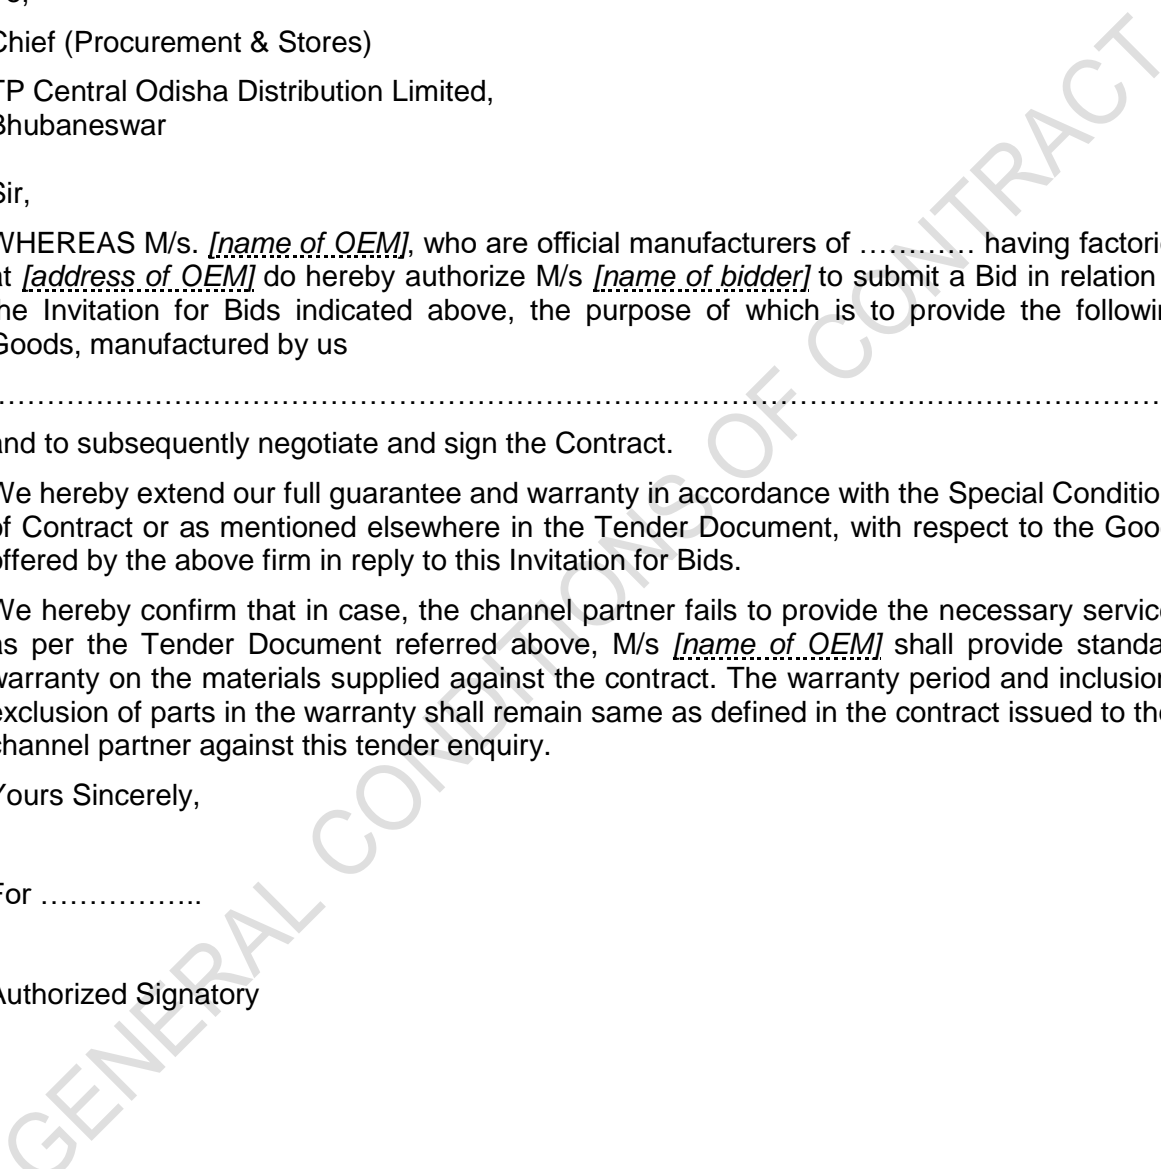 Chief (Procurement & Stores)
TP Central Odisha Distribution Limited,
Bhubaneswar
Sir,
WHEREAS M/s. [name of OEM], who are official manufacturers of ………… having factori
at [address of OEM] do hereby authorize M/s [name of bidder] to submit a Bid in relation
the Invitation for Bids indicated above, the purpose of which is to provide the followin
Goods, manufactured by us
……………………………………………………………………………………………………………
and to subsequently negotiate and sign the Contract.
We hereby extend our full guarantee and warranty in accordance with the Special Conditio
of Contract or as mentioned elsewhere in the Tender Document, with respect to the Goo
offered by the above firm in reply to this Invitation for Bids.
We hereby confirm that in case, the channel partner fails to provide the necessary service
as per the Tender Document referred above, M/s [name of OEM] shall provide standa
warranty on the materials supplied against the contract. The warranty period and inclusion
exclusion of parts in the warranty shall remain same as defined in the contract issued to the
channel partner against this tender enquiry.
Yours Sincerely,
For ……………..
Authorized Signatory
GENERAL CONDITIONS OF CONTRACT